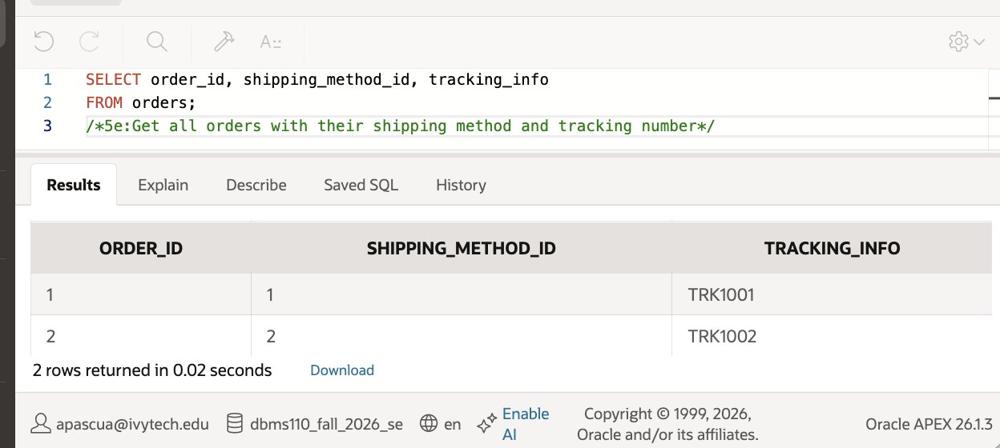 A::
1 SELECT order_id, shipping_method_id, tracking_info
2 FROM orders;
3 /*5e:Get all orders with their shipping method and tracking number*/
Results Explain Describe Saved SQL History
ORDER_ID SHIPPING_METHOD_ID TRACKING_INFO
1 1 TRK1001
2 2 TRK1002
2 rows returned in 0.02 seconds Download
apascua@ivytech.edu dbms110_fall_2026_se en Enable AI Copyright © 1999, 2026, Oracle and/or its affiliates. Oracle APEX 26.1.3